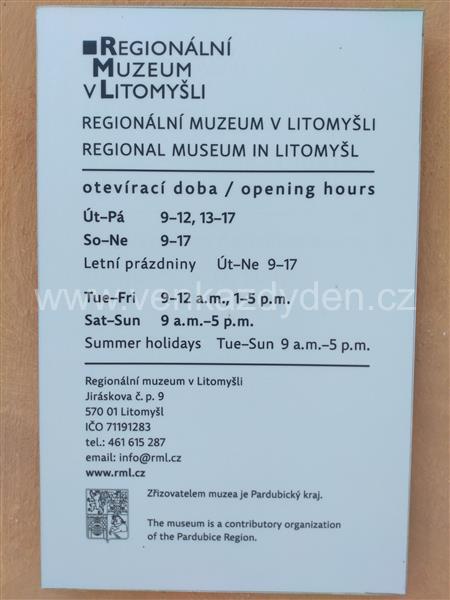 REGIONÁLNÍ
MUZEUM
V LITOMYŠLI
REGIONÁLNÍ MUZEUM V LITOMYŠLI
REGIONAL MUSEUM IN LITOMYŠL
otevírací doba / opening hours
Út–Pá 9–12, 13–17
So–Ne 9–17
Letní prázdniny Út–Ne 9–17
www.venkazdyden.cz
Tue–Fri 9–12 a.m., 1–5 p.m.
Sat–Sun 9 a.m.–5 p.m.
Summer holidays Tue–Sun 9 a.m.–5 p.m.
Regionální muzeum v Litomyšli
Jiráskova č. p. 9
570 01 Litomyšl
IČO 71191283
tel.: 461 615 287
email: info@rml.cz
www.rml.cz
Zřizovatelem muzea je Pardubický kraj.
The museum is a contributory organization
of the Pardubice Region.